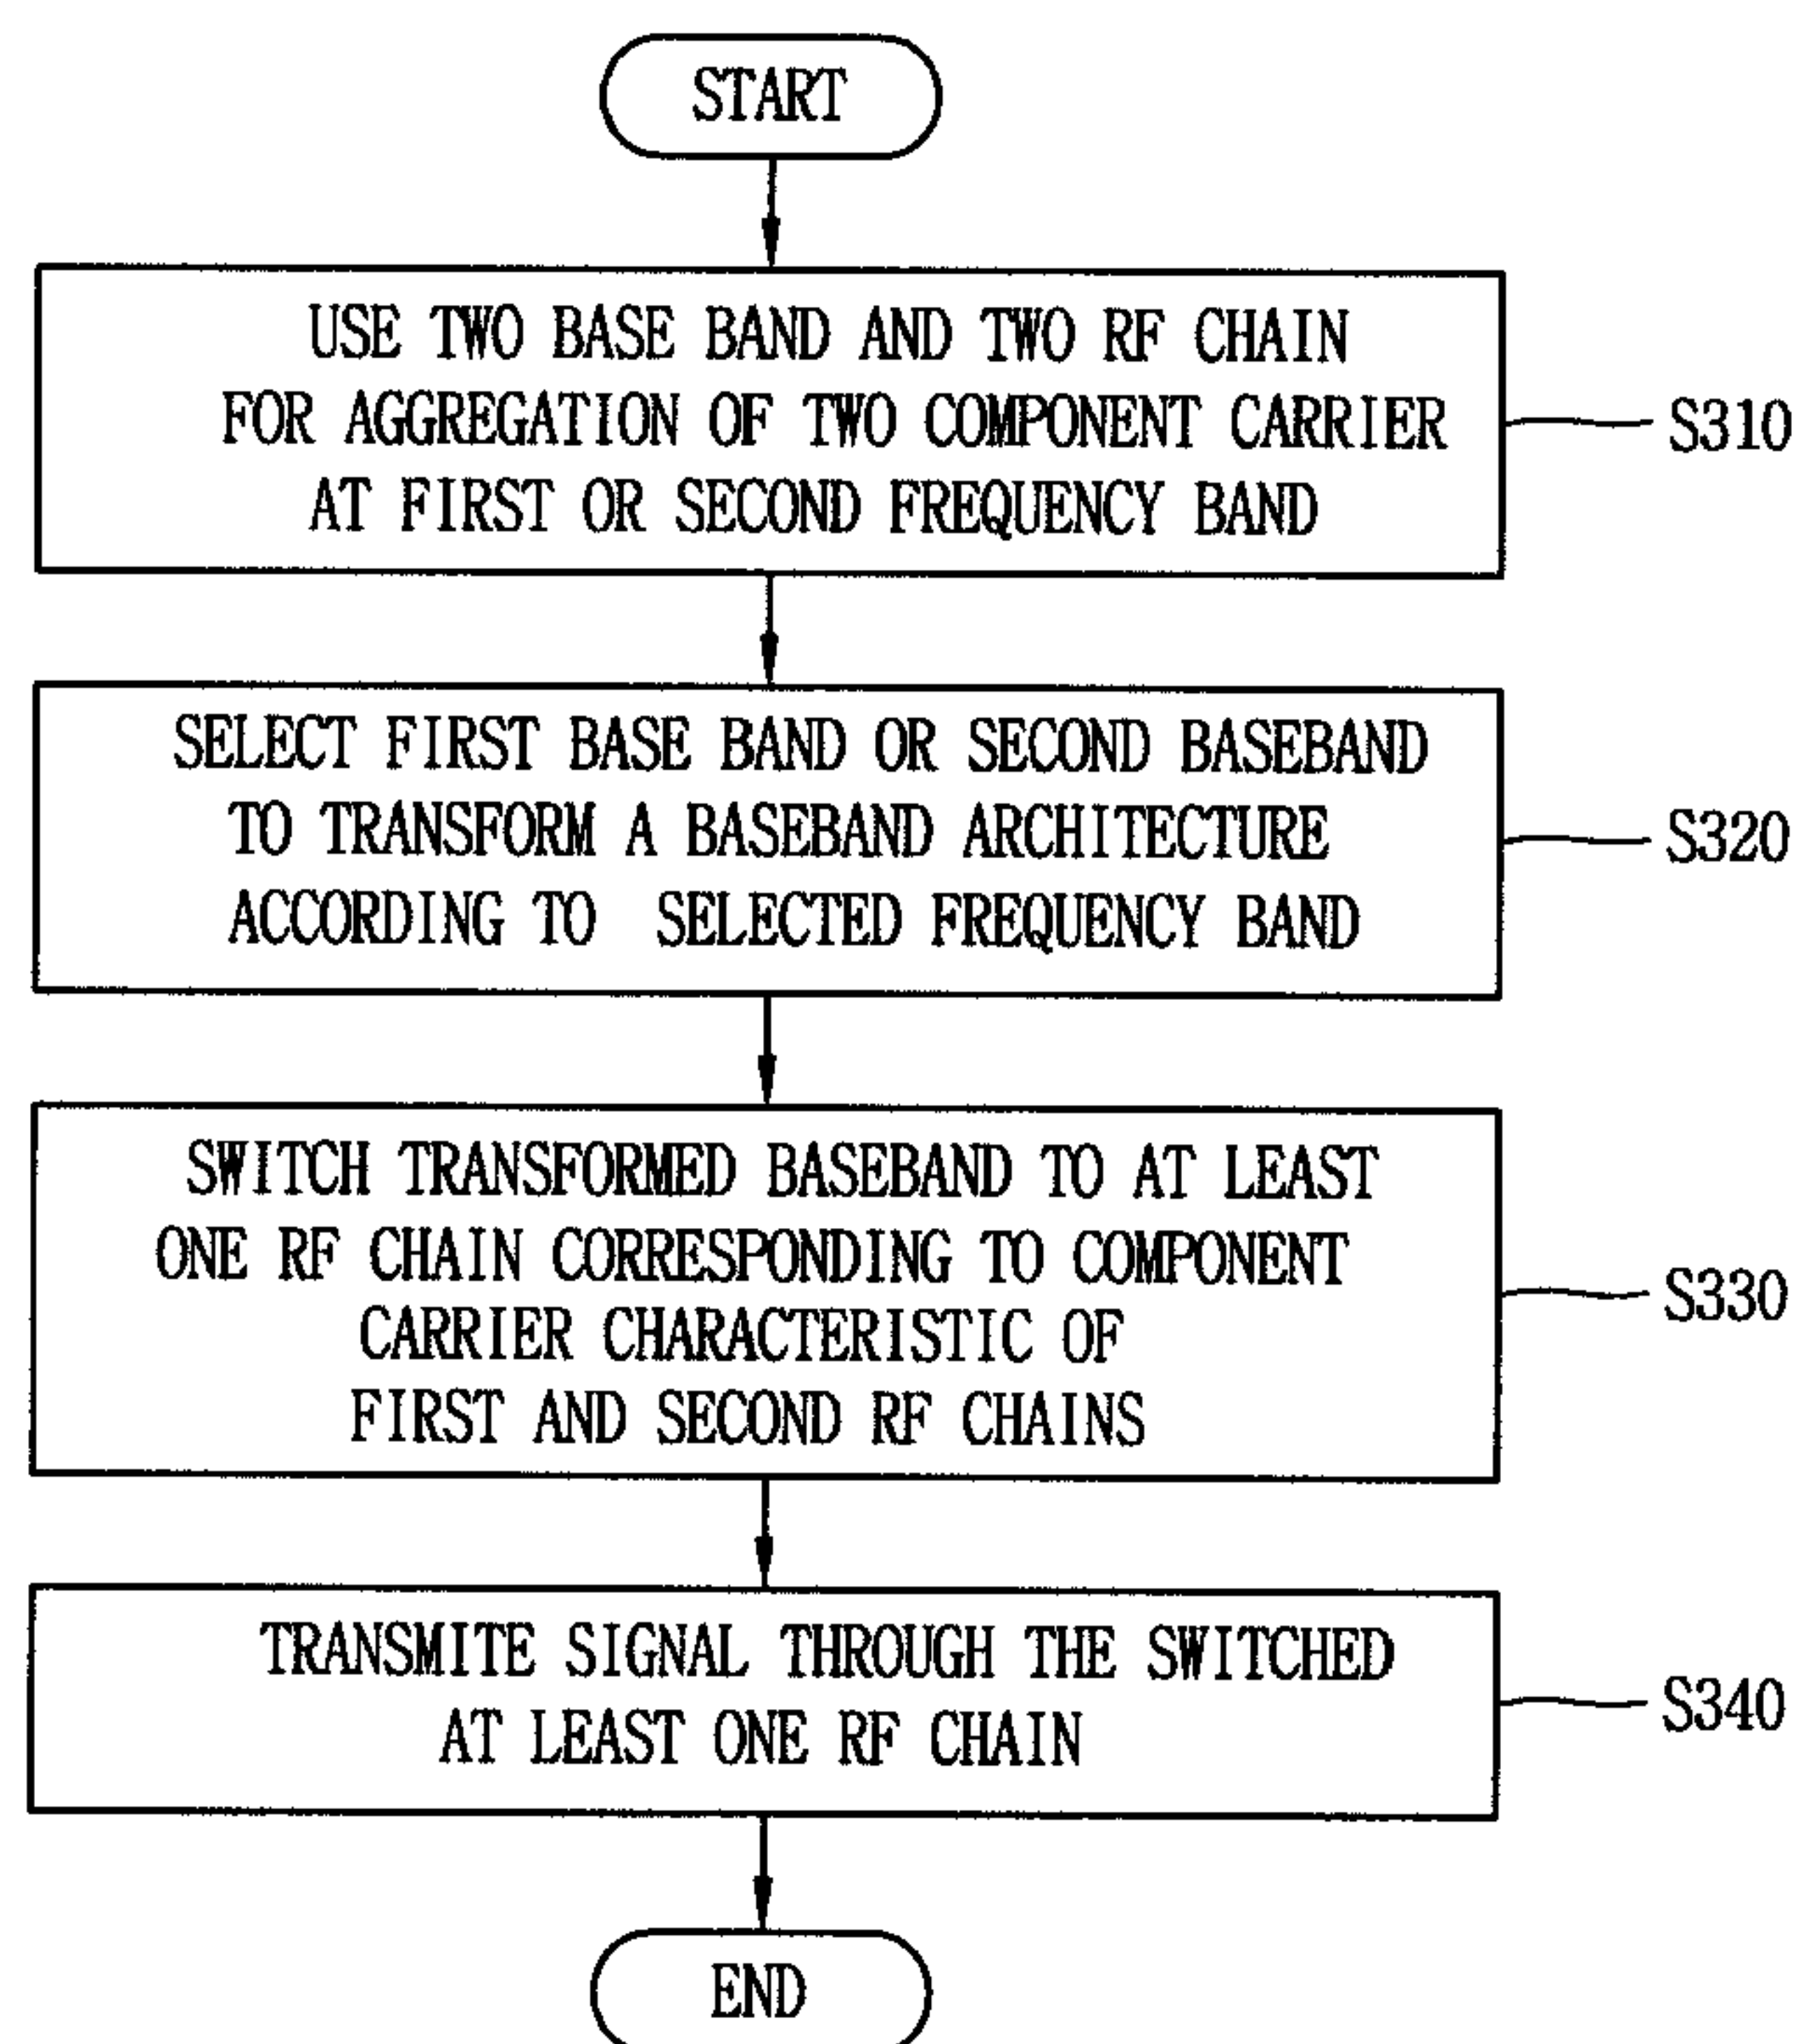 START
USE TWO BASE BAND AND TWO RF CHAIN
FOR AGGREGATION OF TWO COMPONENT CARRIER
AT FIRST OR SECOND FREQUENCY BAND
S310
SELECT FIRST BASE BAND OR SECOND BASEBAND
TO TRANSFORM A BASEBAND ARCHITECTURE
ACCORDING TO SELECTED FREQUENCY BAND
S320
SWITCH TRANSFORMED BASEBAND TO AT LEAST
ONE RF CHAIN CORRESPONDING TO COMPONENT
CARRIER CHARACTERISTIC OF
FIRST AND SECOND RF CHAINS
S330
TRANSMITE SIGNAL THROUGH THE SWITCHED
AT LEAST ONE RF CHAIN
S340
END